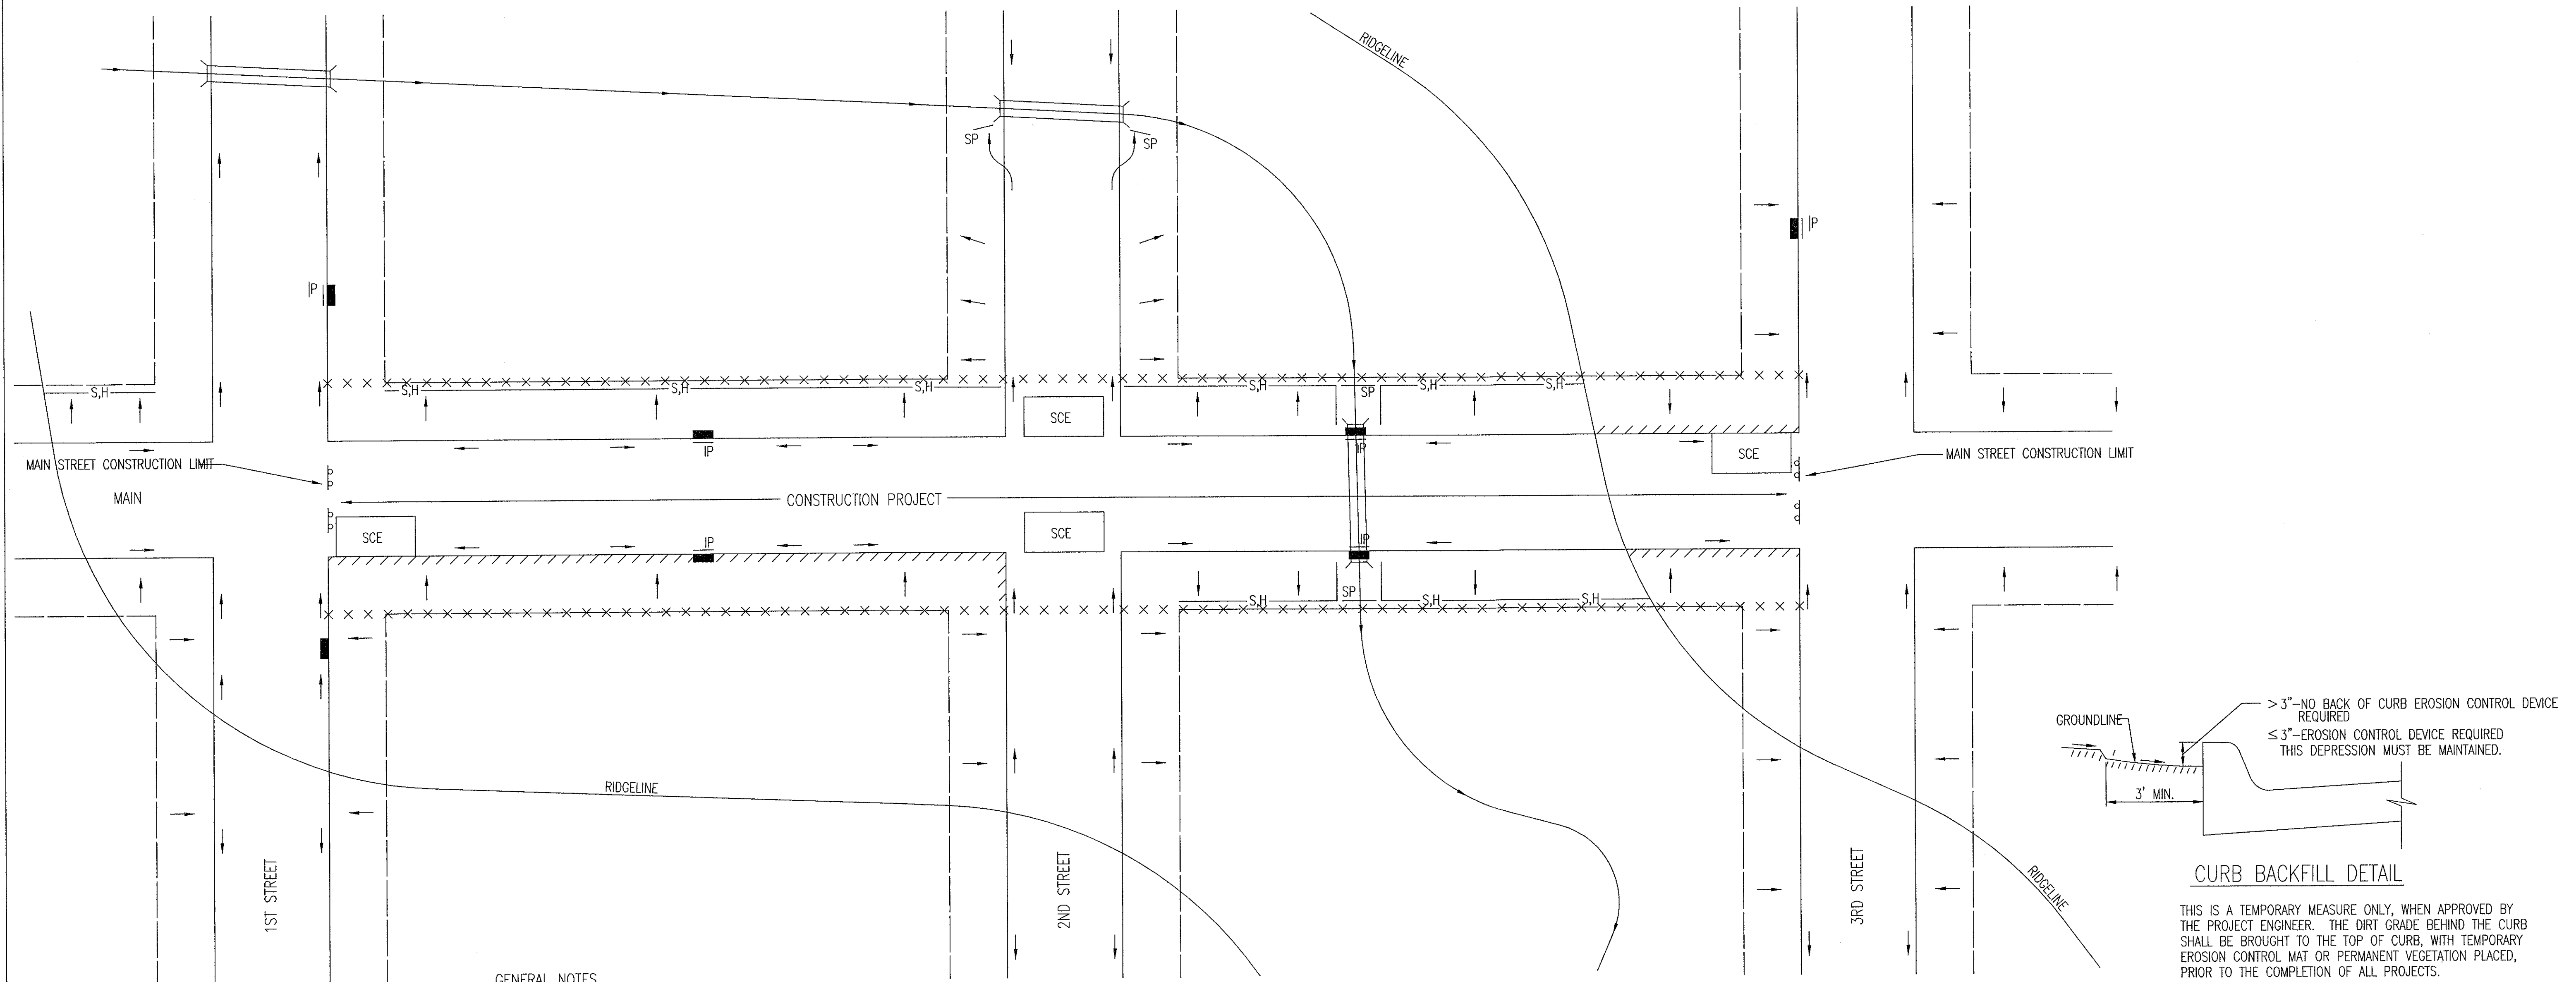 RIDGELINE
SP
SP
IP
IP
S,H
S,H
S,H
S,H
S,H
SP
S,H
S,H
SCE
IP
IP
SCE
MAIN STREET CONSTRUCTION LIMIT
MAIN STREET CONSTRUCTION LIMIT
MAIN
CONSTRUCTION PROJECT
SCE
SCE
IP
IP
S,H
SP
S,H
S,H
RIDGELINE
1ST STREET
2ND STREET
3RD STREET
RIDGELINE
GENERAL NOTES
GROUNDLINE
> 3"-NO BACK OF CURB EROSION CONTROL DEVICE
REQUIRED
≤ 3"-EROSION CONTROL DEVICE REQUIRED
THIS DEPRESSION MUST BE MAINTAINED.
3' MIN.
CURB BACKFILL DETAIL
THIS IS A TEMPORARY MEASURE ONLY, WHEN APPROVED BY
THE PROJECT ENGINEER. THE DIRT GRADE BEHIND THE CURB
SHALL BE BROUGHT TO THE TOP OF CURB, WITH TEMPORARY
EROSION CONTROL MAT OR PERMANENT VEGETATION PLACED,
PRIOR TO THE COMPLETION OF ALL PROJECTS.